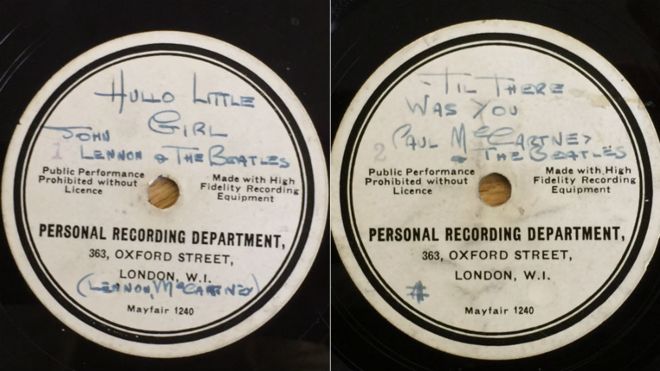 HULLO LITTLE
GIRL
JOHN
1 LENNON & THE BEATLES
Public Performance
Prohibited without
Licence
Made with High
Fidelity Recording
Equipment
PERSONAL RECORDING DEPARTMENT,
363, OXFORD STREET,
LONDON, W.I.
(LENNON, McCARTNEY)
Mayfair 1240
'TIL THERE
WAS YOU
2 PAUL McCARTNEY
& THE BEATLES
Public Performance
Prohibited without
Licence
Made with High
Fidelity Recording
Equipment
PERSONAL RECORDING DEPARTMENT,
363, OXFORD STREET,
LONDON, W.I.
Mayfair 1240